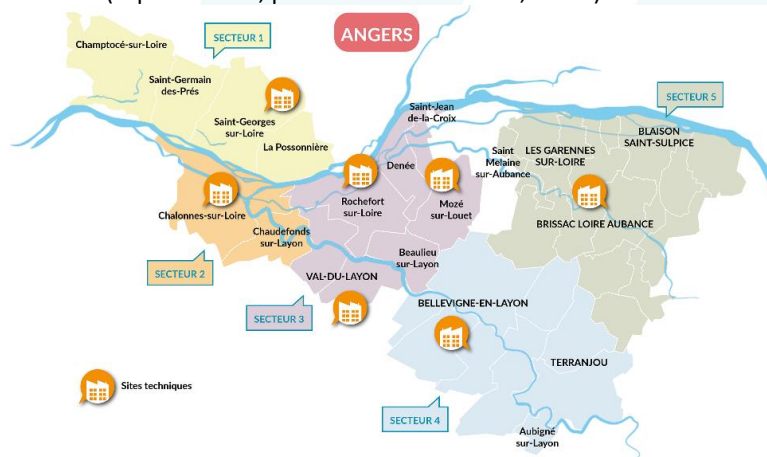 SECTEUR 1
ANGERS
Champtocé-sur-Loire
Saint-Germain
des-Prés
Saint-Georges
sur-Loire
La Possonnière
Saint-Jean
de-la-Croix
SECTEUR 5
BLAISON
SAINT-SULPICE
LES GARENNES
SUR-LOIRE
Saint
Melaine
sur-Aubance
Denée
Rochefort
sur-Loire
Mozé
sur-Louet
BRISSAC LOIRE AUBANCE
Chalonnes-sur-Loire
Chaudefonds
sur-Layon
Beaulieu
sur-Layon
SECTEUR 2
VAL-DU-LAYON
SECTEUR 3
BELLEVIGNE-EN-LAYON
TERRANJOU
Sites techniques
SECTEUR 4
Aubigné
sur-Layon